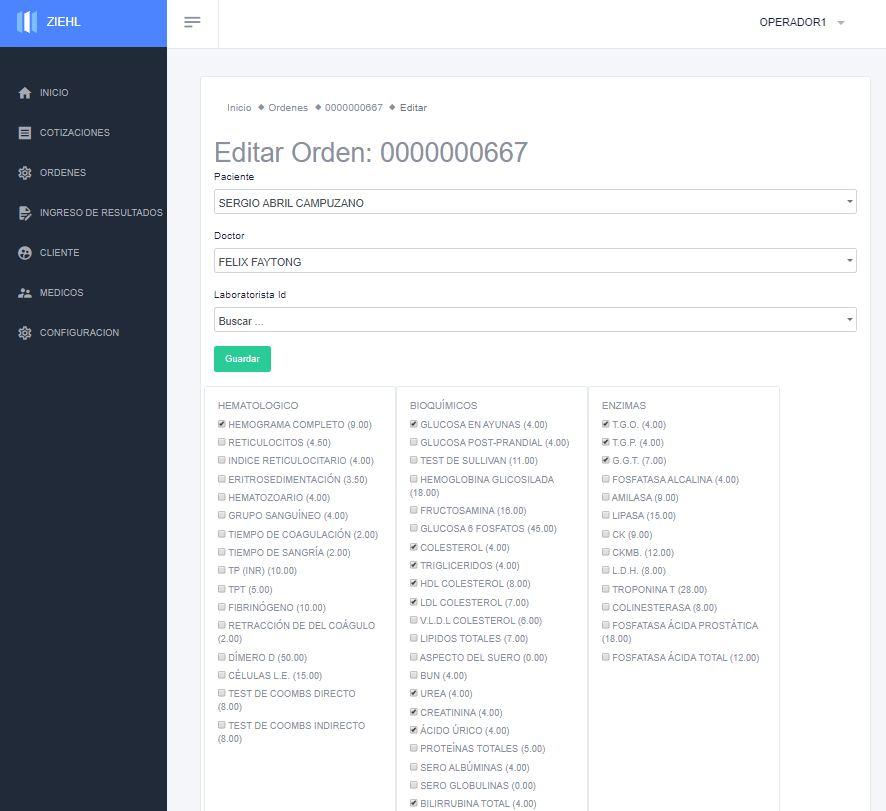 ZIEHL
OPERADOR1
INICIO
COTIZACIONES
ORDENES
INGRESO DE RESULTADOS
CLIENTE
MEDICOS
CONFIGURACION
Inicio ◆ Ordenes ◆ 0000000667 ◆ Editar
Editar Orden: 0000000667
Paciente
SERGIO ABRIL CAMPUZANO
Doctor
FELIX FAYTONG
Laboratorista Id
Buscar ...
Guardar
HEMATOLOGICO
HEMOGRAMA COMPLETO (9.00)
RETICULOCITOS (4.50)
INDICE RETICULOCITARIO (4.00)
ERITROSEDIMENTACIÓN (3.50)
HEMATOZOARIO (4.00)
GRUPO SANGUÍNEO (4.00)
TIEMPO DE COAGULACIÓN (2.00)
TIEMPO DE SANGRÍA (2.00)
TP (INR) (10.00)
TPT (5.00)
FIBRINÓGENO (10.00)
RETRACCIÓN DE DEL COÁGULO
(2.00)
DÍMERO D (50.00)
CÉLULAS L.E. (15.00)
TEST DE COOMBS DIRECTO
(8.00)
TEST DE COOMBS INDIRECTO
(8.00)
BIOQUÍMICOS
GLUCOSA EN AYUNAS (4.00)
GLUCOSA POST-PRANDIAL (4.00)
TEST DE SULLIVAN (11.00)
HEMOGLOBINA GLICOSILADA
(18.00)
FRUCTOSAMINA (16.00)
GLUCOSA 6 FOSFATOS (45.00)
COLESTEROL (4.00)
TRIGLICERIDOS (4.00)
HDL COLESTEROL (8.00)
LDL COLESTEROL (7.00)
V.L.D.L COLESTEROL (6.00)
LIPIDOS TOTALES (7.00)
ASPECTO DEL SUERO (0.00)
BUN (4.00)
UREA (4.00)
CREATININA (4.00)
ÁCIDO ÚRICO (4.00)
PROTEÍNAS TOTALES (5.00)
SERO ALBÚMINAS (4.00)
SERO GLOBULINAS (0.00)
BILIRRUBINA TOTAL (4.00)
ENZIMAS
T.G.O. (4.00)
T.G.P. (4.00)
G.G.T. (7.00)
FOSFATASA ALCALINA (4.00)
AMILASA (9.00)
LIPASA (15.00)
CK (9.00)
CKMB. (12.00)
L.D.H. (8.00)
TROPONINA T (28.00)
COLINESTERASA (8.00)
FOSFATASA ÁCIDA PROSTÁTICA
(18.00)
FOSFATASA ÁCIDA TOTAL (12.00)